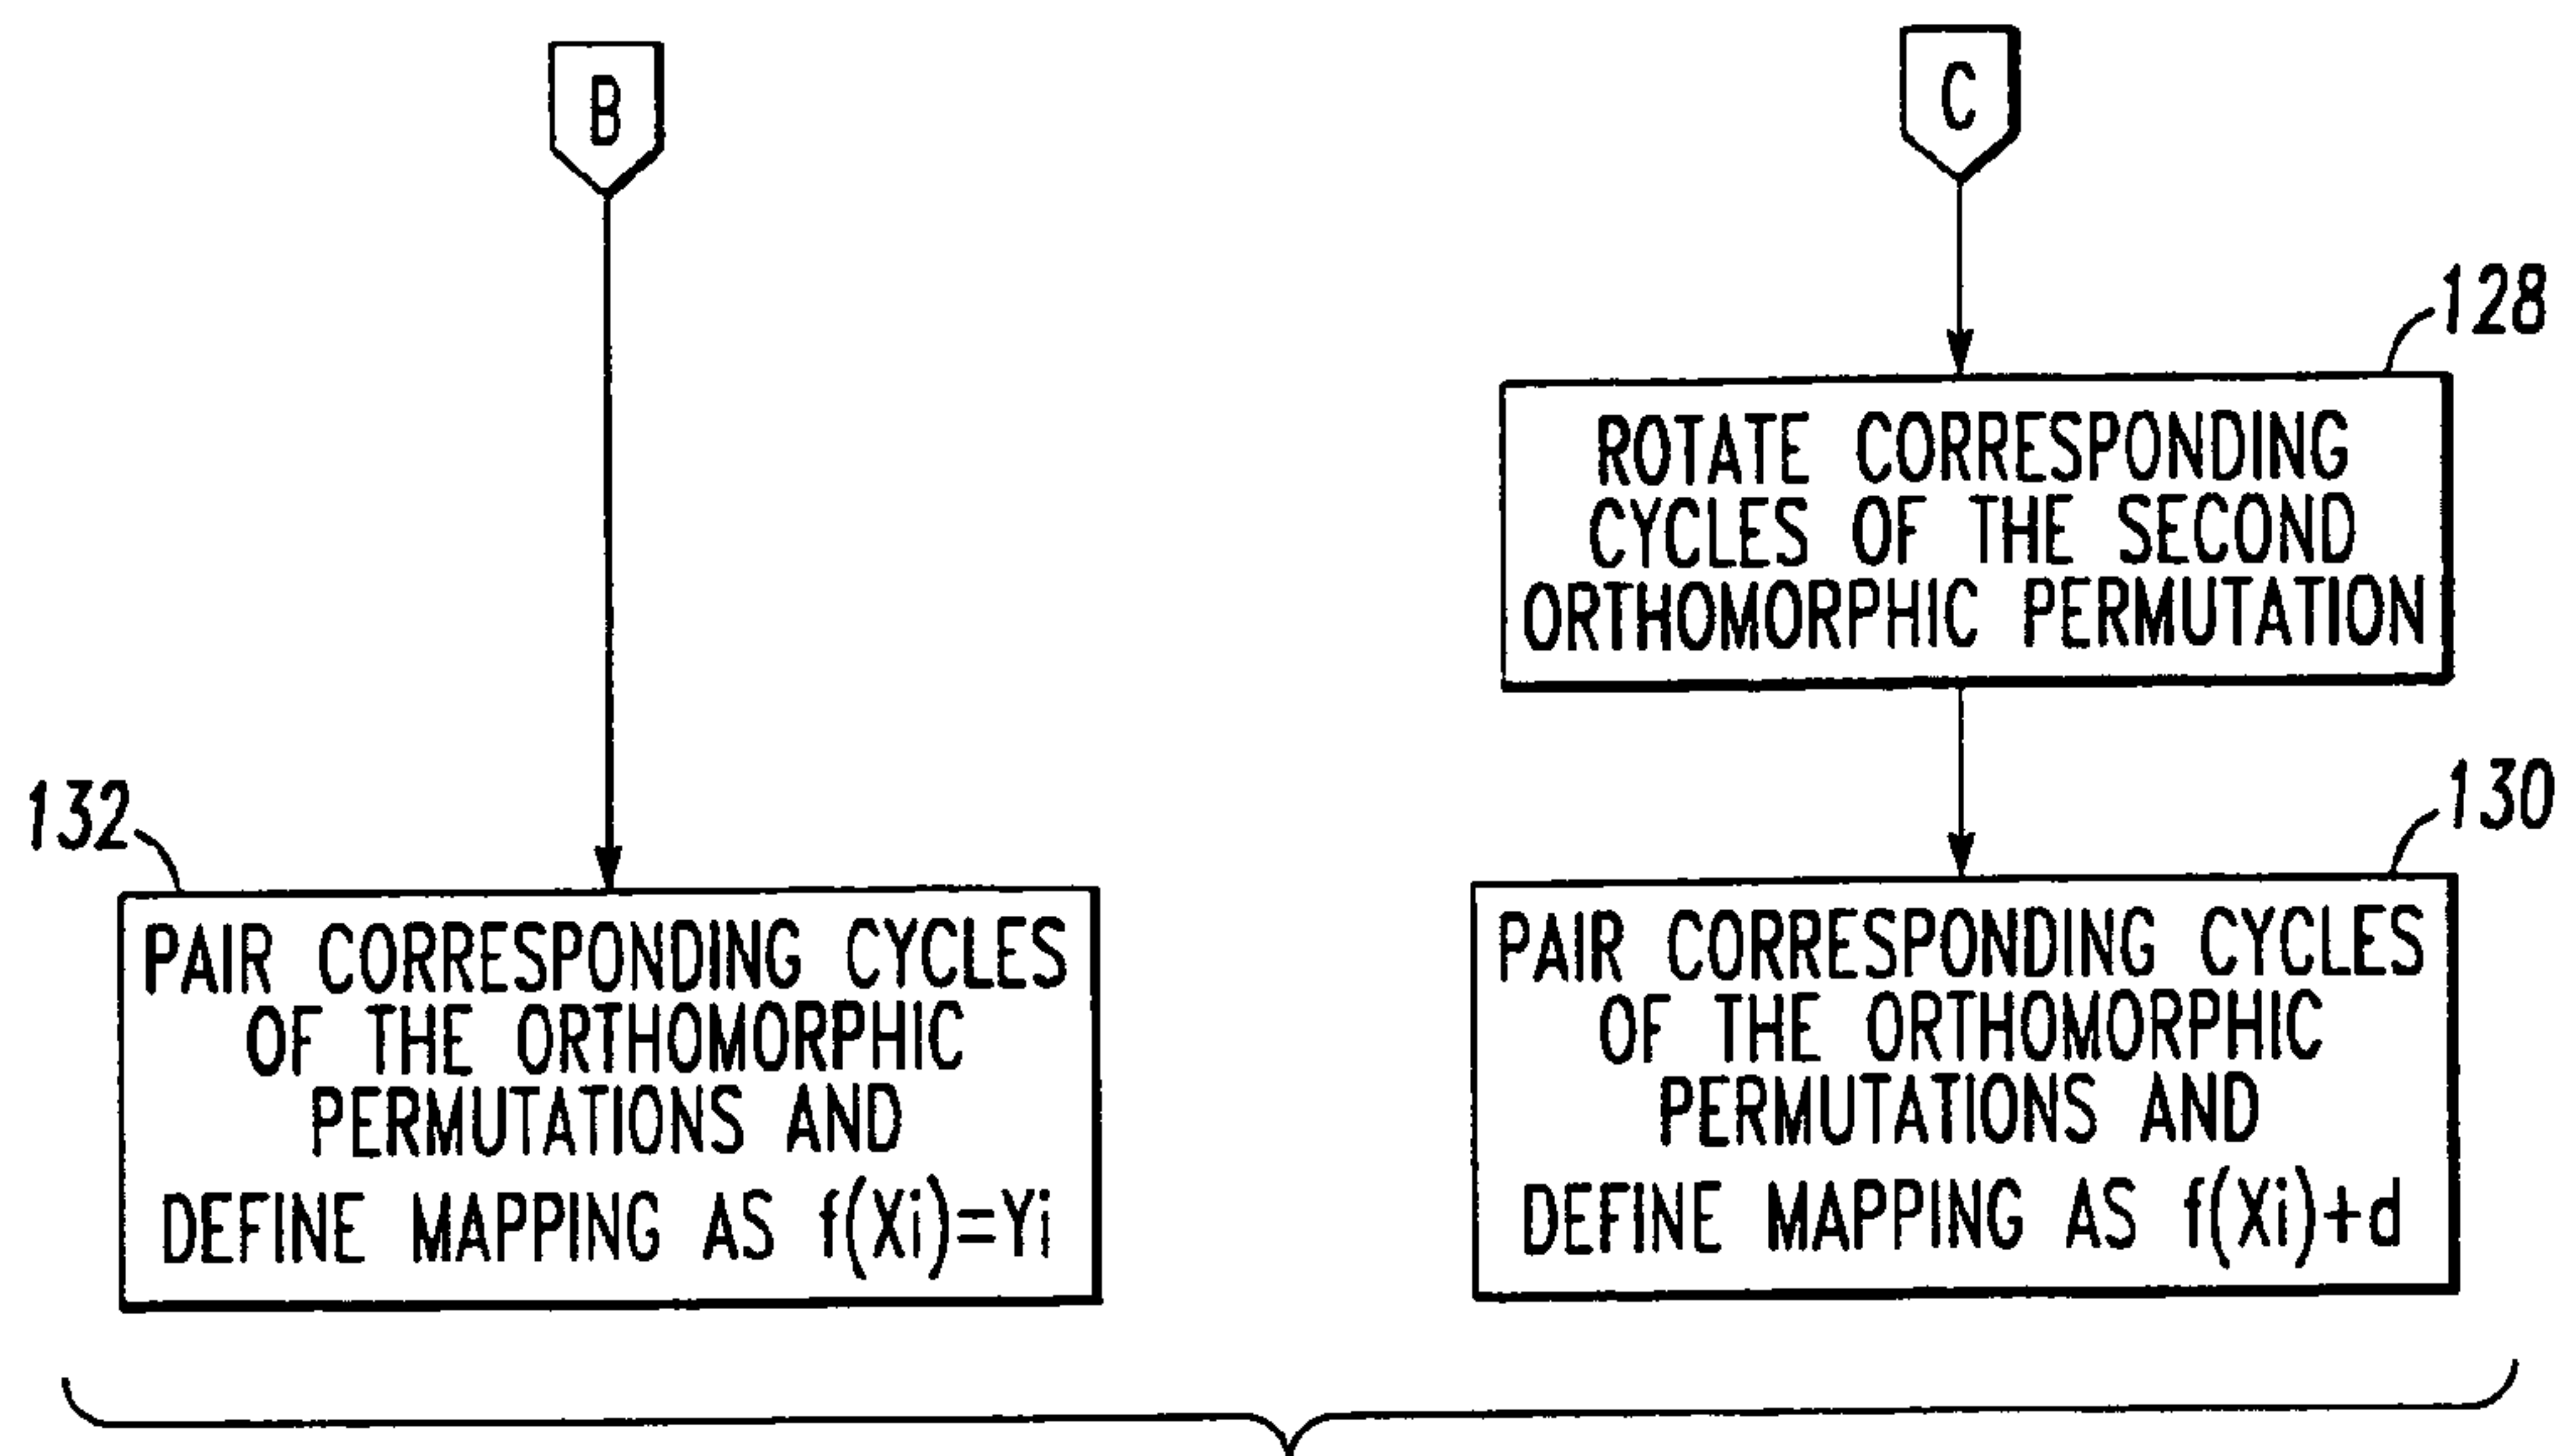 B
C
128
ROTATE CORRESPONDING
CYCLES OF THE SECOND
ORTHOMORPHIC PERMUTATION
132
PAIR CORRESPONDING CYCLES
OF THE ORTHOMORPHIC
PERMUTATIONS AND
DEFINE MAPPING AS f(Xi)=Yi
130
PAIR CORRESPONDING CYCLES
OF THE ORTHOMORPHIC
PERMUTATIONS AND
DEFINE MAPPING AS f(Xi)+d